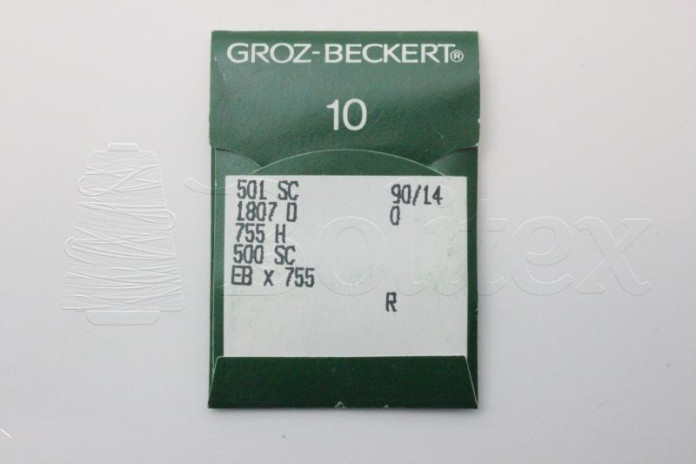 GROZ-BECKERT®
10
501 SC 90/14
1807 D 0
755 H
500 SC
EB x 755
R